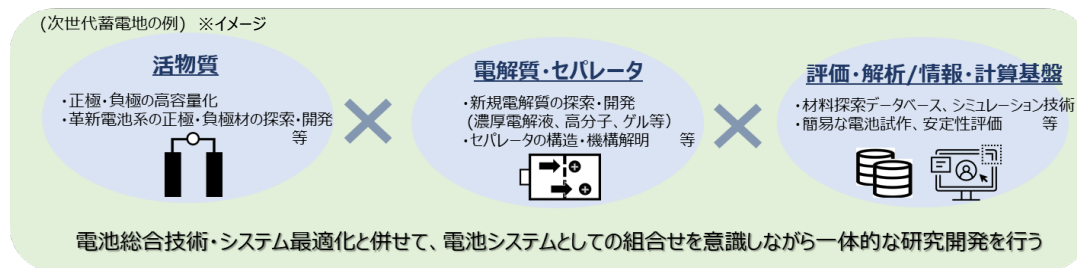 (次世代蓄電地の例) ※イメージ
活物質
・正極・負極の高容量化
・革新電池系の正極・負極材の探索・開発
等
電解質・セパレータ
・新規電解質の探索・開発
(濃厚電解液、高分子、ゲル等)
・セパレータの構造・機構解明 等
評価・解析/情報・計算基盤
・材料探索データベース、シミュレーション技術
・簡易な電池試作、安定性評価 等
電池総合技術・システム最適化と併せて、電池システムとしての組合せを意識しながら一体的な研究開発を行う